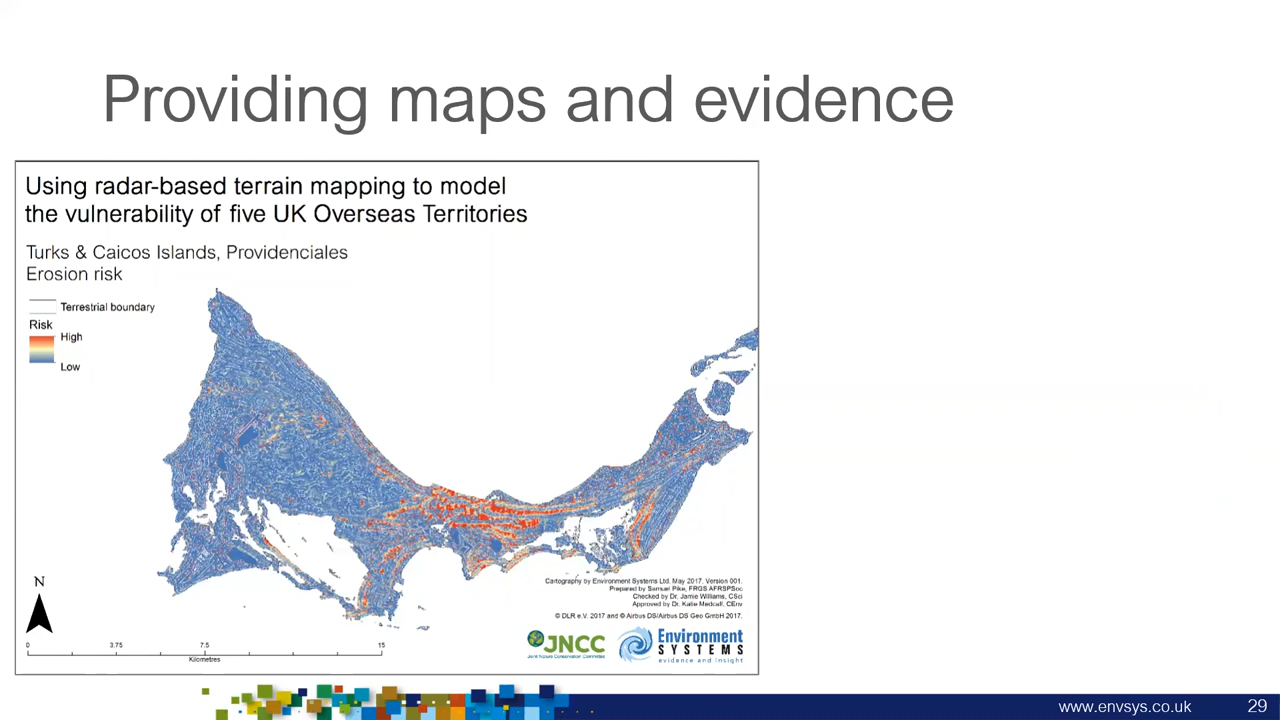 Providing maps and evidence
Using radar-based terrain mapping to model
the vulnerability of five UK Overseas Territories
Turks & Caicos Islands, Providenciales
Erosion risk
Terrestrial boundary
Risk
High
Low
Cartography by Environment Systems Ltd. May 2017. Version 001.
Prepared by Samuel Pike, FRGS AFRSPSoc
Checked by Dr. Jamie Williams, CSci
Approved by Dr. Katie Medcalf, CEnv
© DLR e.V. 2017 and © Airbus DS/Airbus DS Geo GmbH 2017.
N
0 3.75 7.5 15
Kilometres
JNCC
Joint Nature Conservation Committee
Environment
SYSTEMS
evidence and insight
www.envsys.co.uk 29